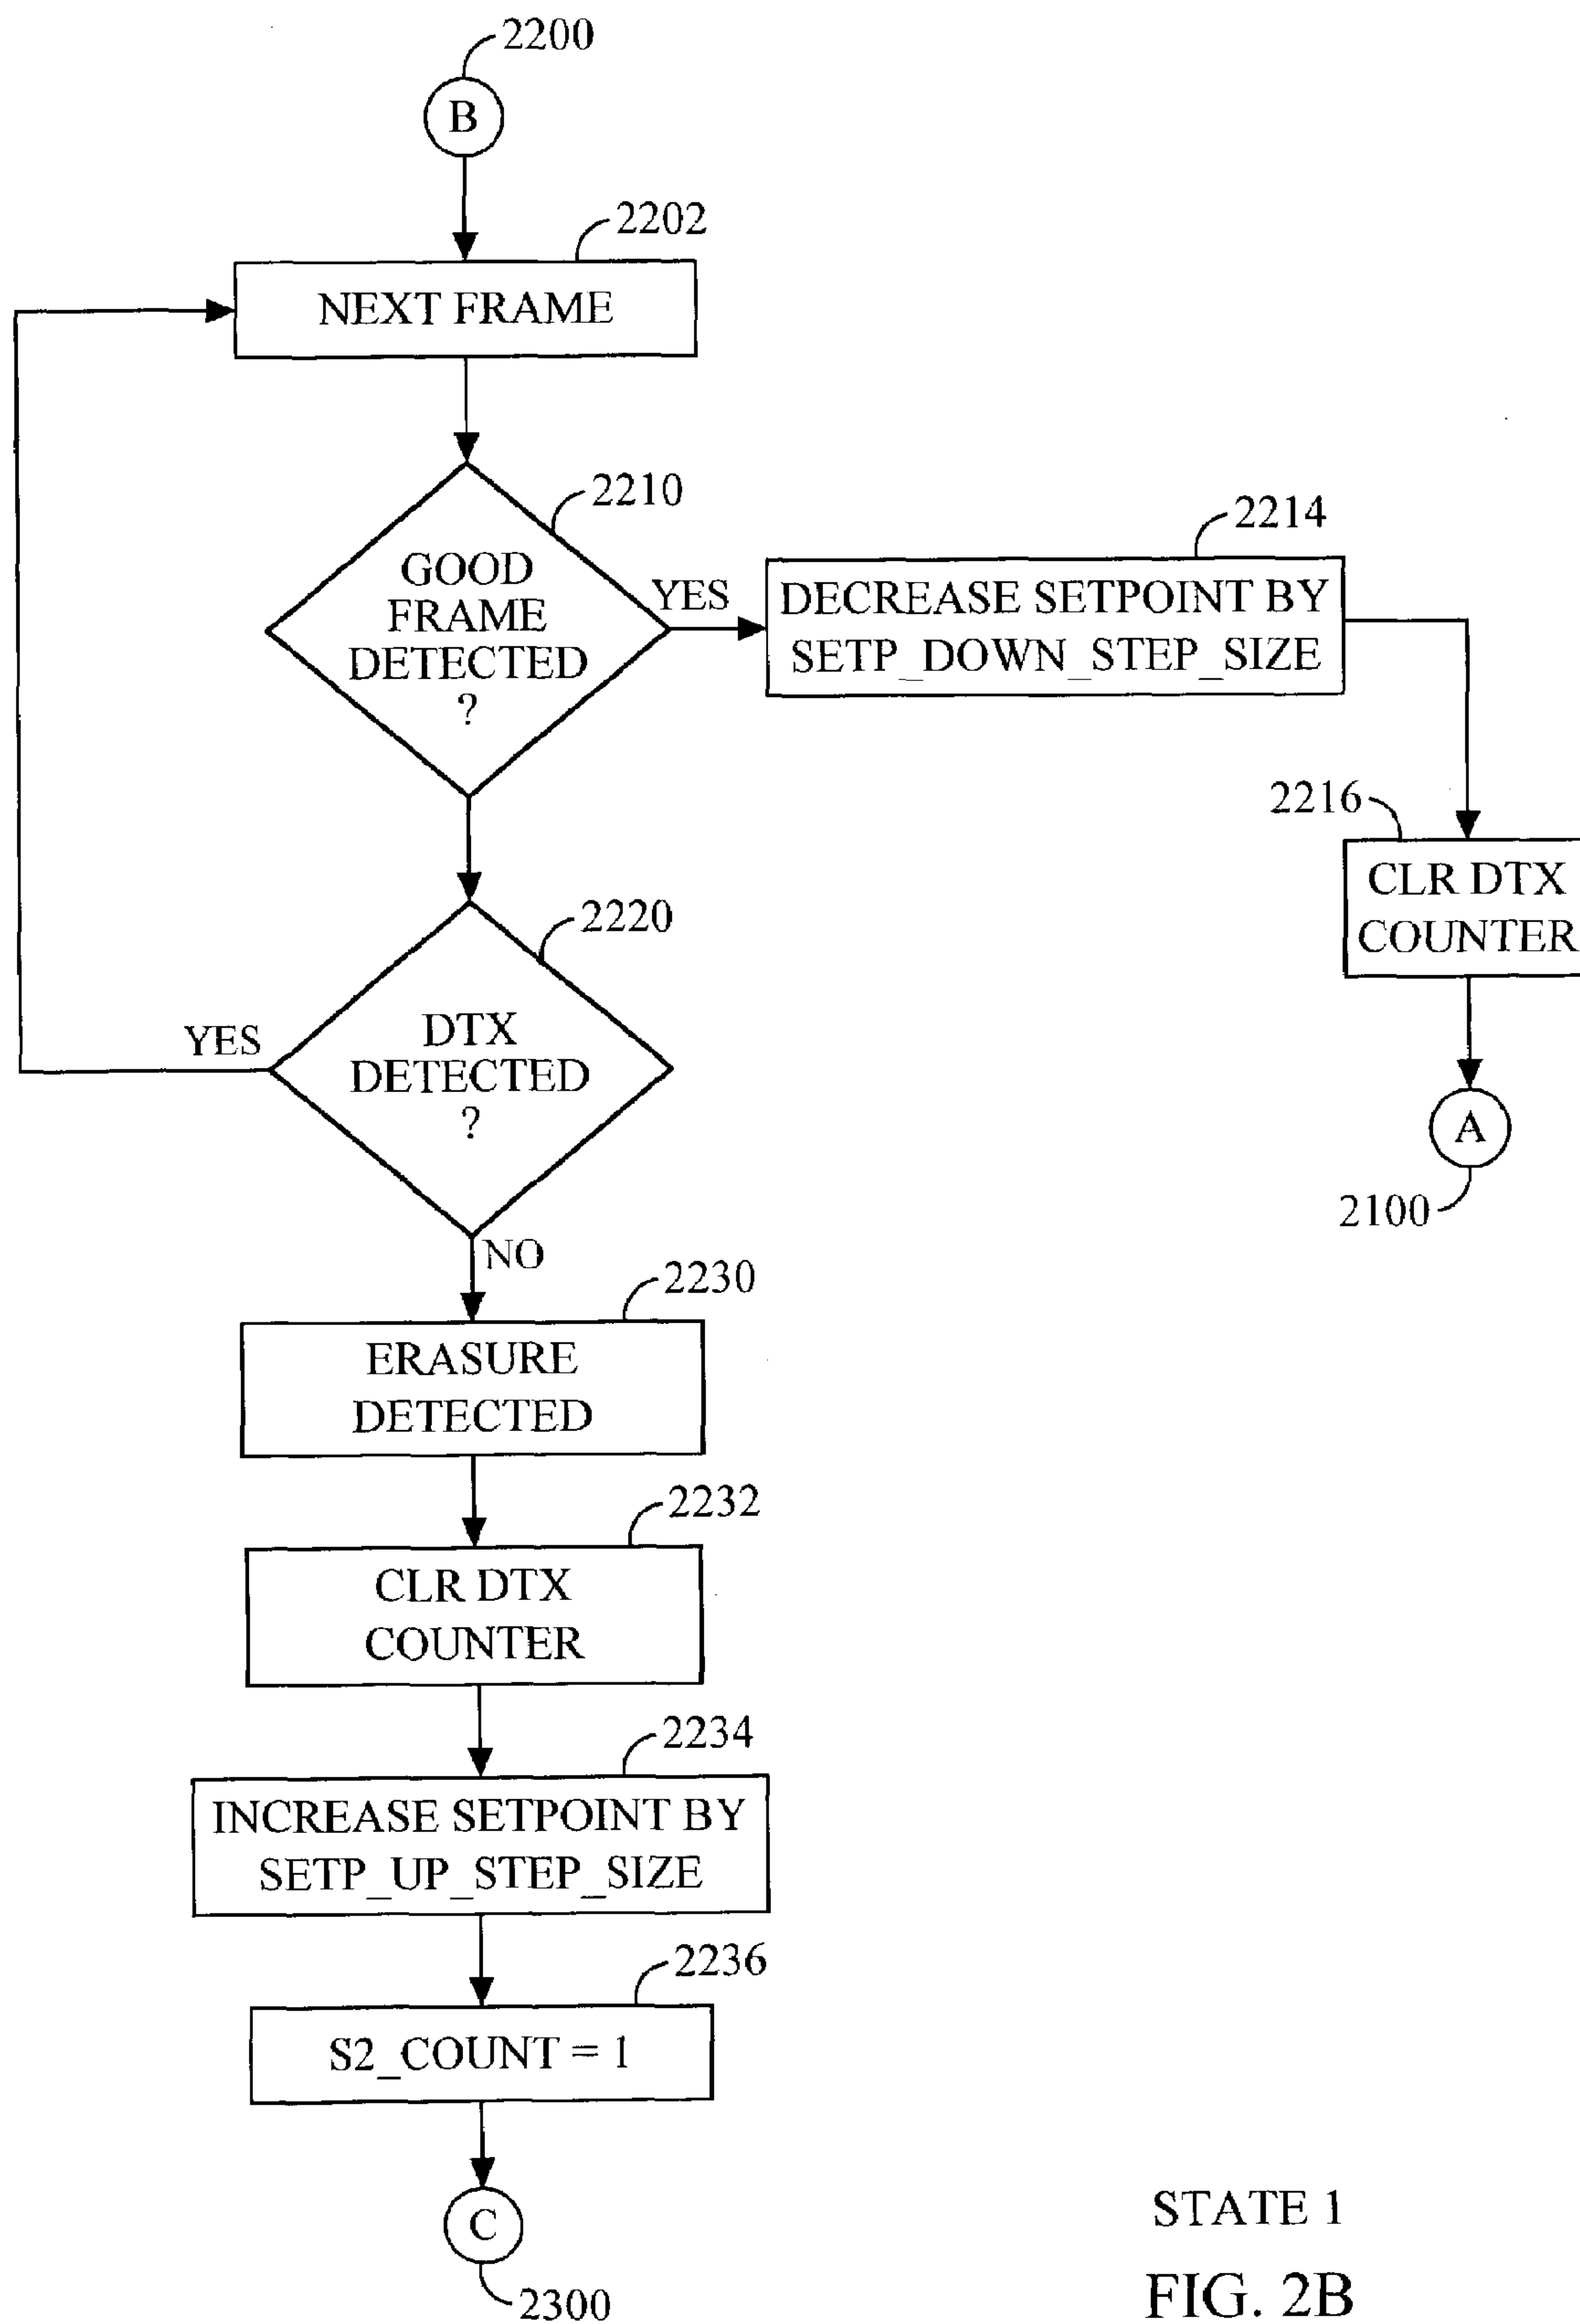 2200
B
2202
NEXT FRAME
2210
GOOD
FRAME
DETECTED
?
YES
2214
DECREASE SETPOINT BY
SETP_DOWN_STEP_SIZE
2216
CLR DTX
COUNTER
A
2100
2220
DTX
DETECTED
?
YES
NO
2230
ERASURE
DETECTED
2232
CLR DTX
COUNTER
2234
INCREASE SETPOINT BY
SETP_UP_STEP_SIZE
2236
S2_COUNT = 1
C
2300
STATE 1
FIG. 2B